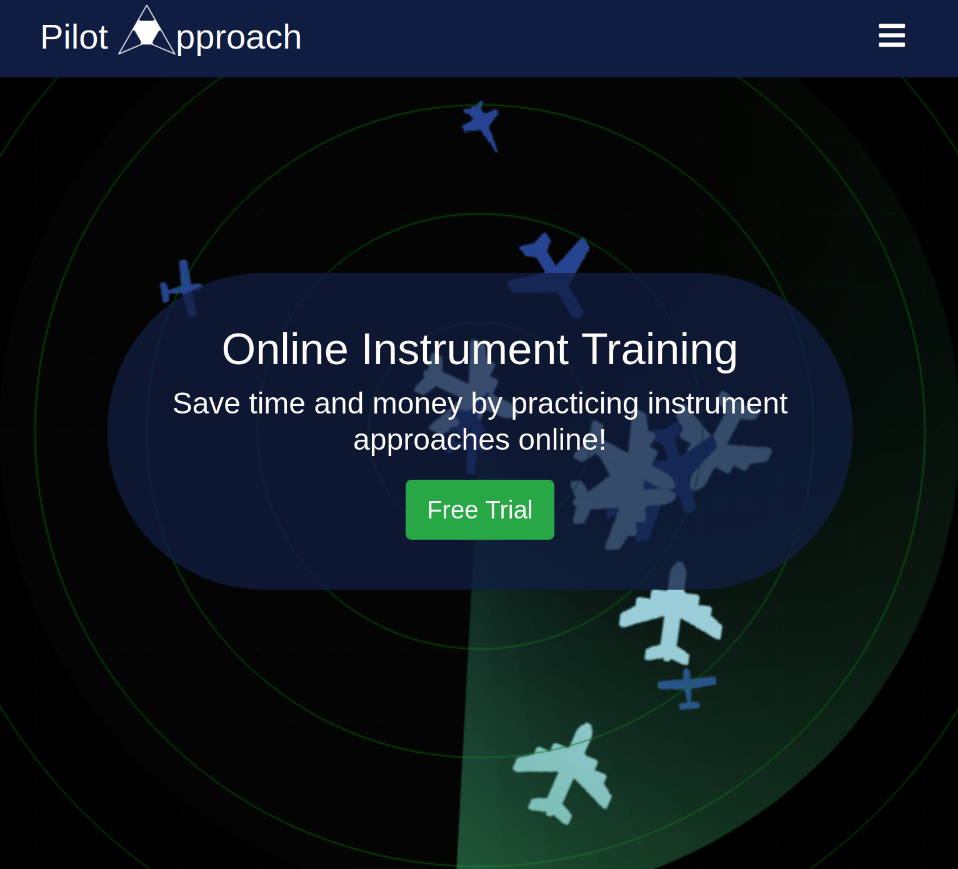 Pilot Approach
Online Instrument Training
Save time and money by practicing instrument
approaches online!
Free Trial